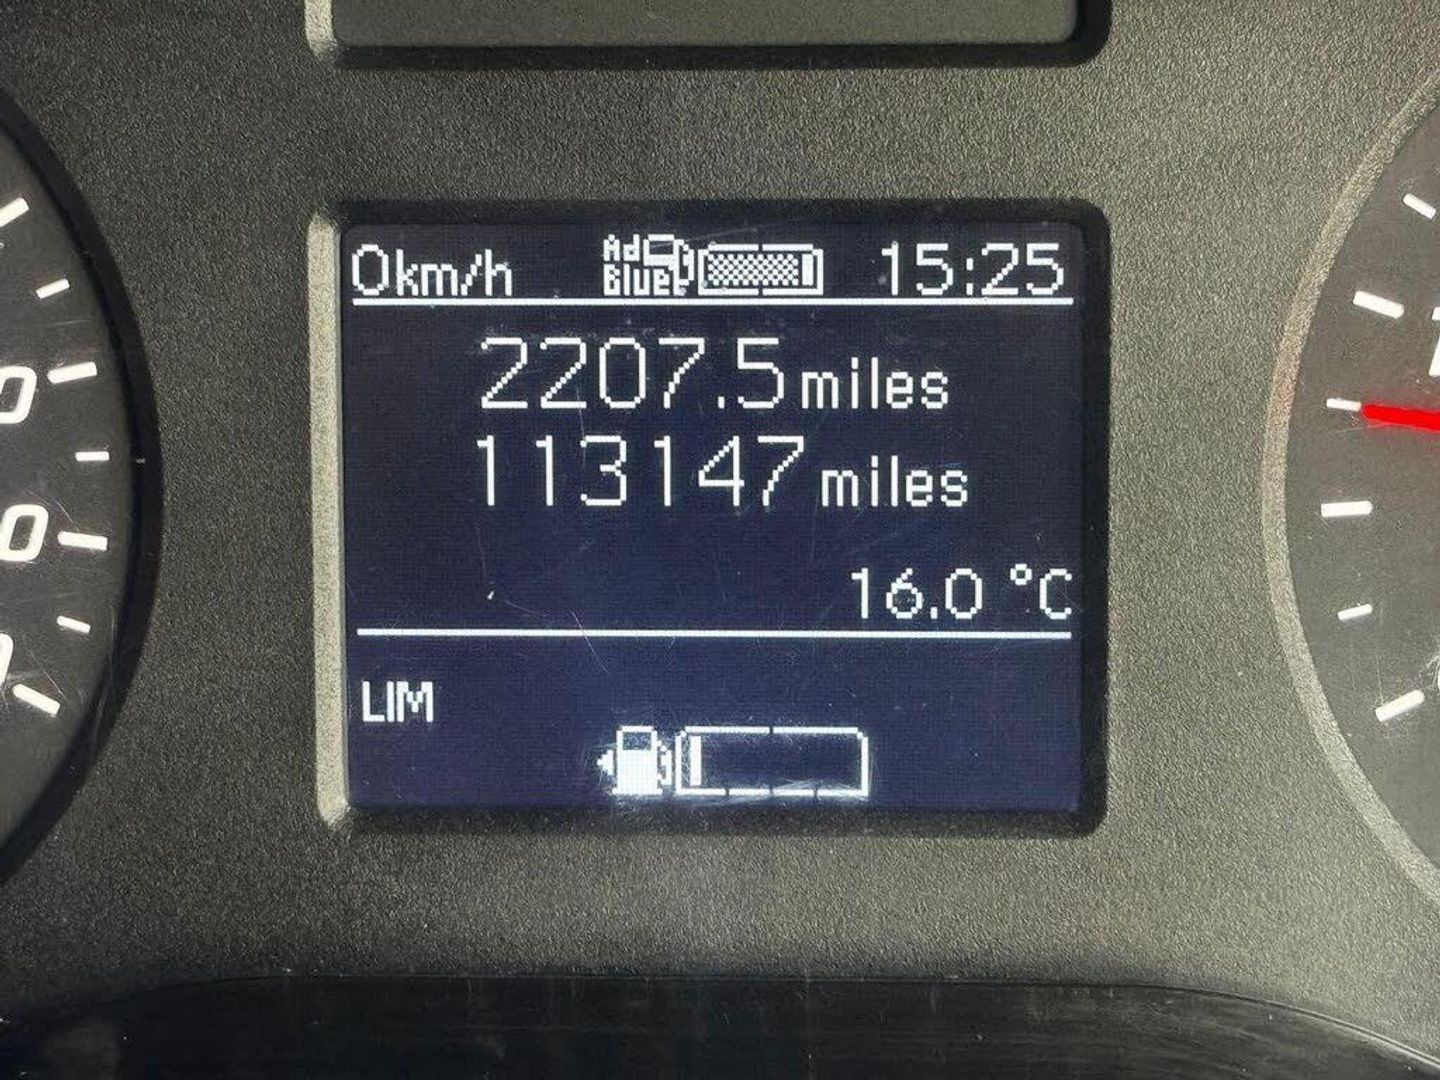 0km/h Ad Blue 15:25
2207.5 miles
113147 miles
16.0 °C
LIM